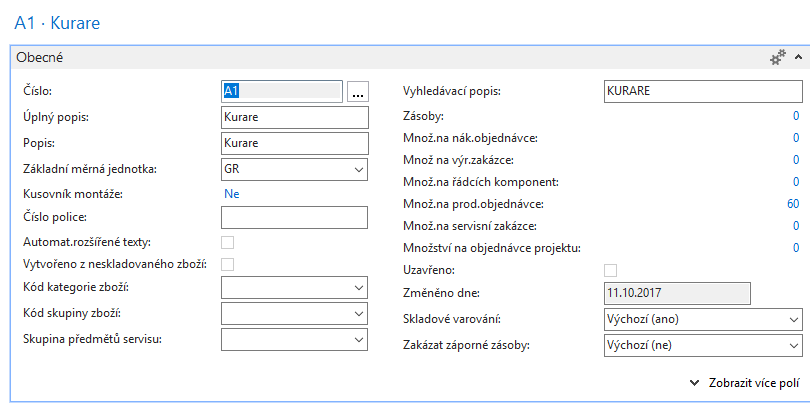 A1 · Kurare
Obecné
Číslo: A1 ...
Úplný popis: Kurare
Popis: Kurare
Základní měrná jednotka: GR
Kusovník montáže: Ne
Číslo police:
Automat.rozšířené texty:
Vytvořeno z neskladovaného zboží:
Kód kategorie zboží:
Kód skupiny zboží:
Skupina předmětů servisu:
Vyhledávací popis: KURARE
Zásoby: 0
Množ.na nák.objednávce: 0
Množ na výr.zakázce: 0
Množ.na řádcích komponent: 0
Množ.na prod.objednávce: 60
Množ.na servisní zakázce: 0
Množství na objednávce projektu: 0
Uzavřeno:
Změněno dne: 11.10.2017
Skladové varování: Výchozí (ano)
Zakázat záporné zásoby: Výchozí (ne)
Zobrazit více polí